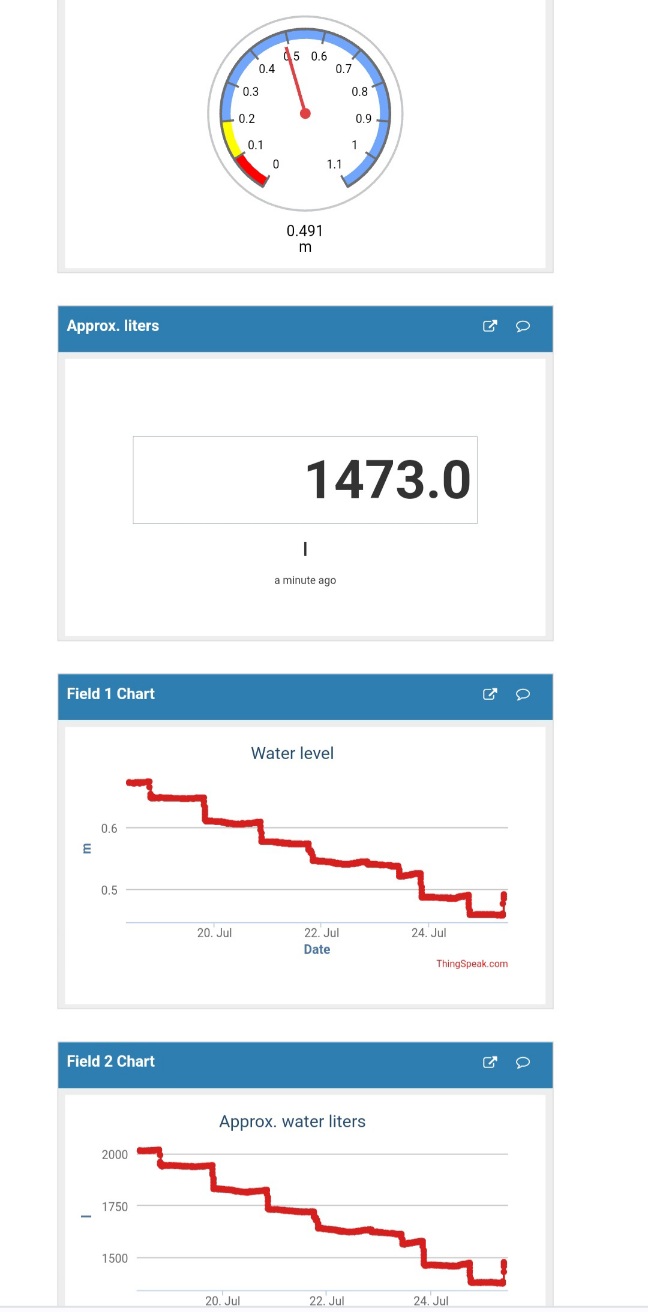 0.5
0.6
0.4
0.7
0.3
0.8
0.2
0.9
0.1
1
0
1.1
0.491
m
Approx. liters
1473.0
l
a minute ago
Field 1 Chart
Water level
0.6
m
0.5
20. Jul
22. Jul
24. Jul
Date
ThingSpeak.com
Field 2 Chart
Approx. water liters
2000
1750
l
1500
20. Jul
22. Jul
24. Jul